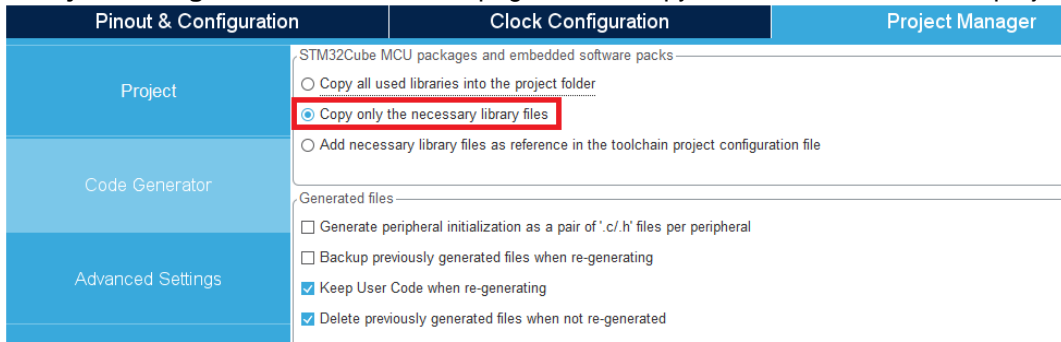 Pinout & Configuration
Clock Configuration
Project Manager
STM32Cube MCU packages and embedded software packs
Project
Copy all used libraries into the project folder
Copy only the necessary library files
Add necessary library files as reference in the toolchain project configuration file
Code Generator
Generated files
Generate peripheral initialization as a pair of '.c/.h' files per peripheral
Backup previously generated files when re-generating
Advanced Settings
Keep User Code when re-generating
Delete previously generated files when not re-generated